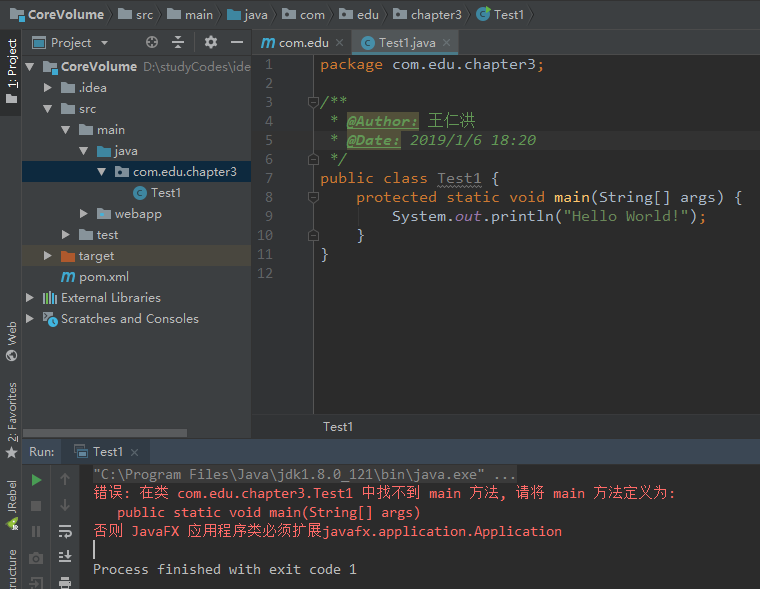 CoreVolume src main java com edu chapter3 Test1
Project
com.edu
Test1.java
1: Project
CoreVolume D:\studyCodes\ide
.idea
src
main
java
com.edu.chapter3
Test1
webapp
test
target
pom.xml
External Libraries
Scratches and Consoles
Web
2: Favorites
JRebel
ructure
1 package com.edu.chapter3;
2
3 /**
4 * @Author: 王仁洪
5 * @Date: 2019/1/6 18:20
6 */
7 public class Test1 {
8 protected static void main(String[] args) {
9 System.out.println("Hello World!");
10 }
11 }
12
Test1
Run: Test1
"C:\Program Files\Java\jdk1.8.0_121\bin\java.exe" ...
错误: 在类 com.edu.chapter3.Test1 中找不到 main 方法, 请将 main 方法定义为:
public static void main(String[] args)
否则 JavaFX 应用程序类必须扩展javafx.application.Application
Process finished with exit code 1